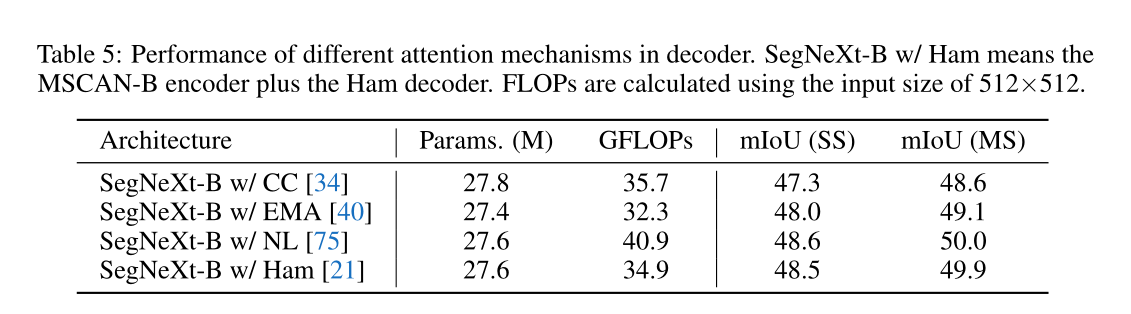 Table 5: Performance of different attention mechanisms in decoder. SegNeXt-B w/ Ham means the
MSCAN-B encoder plus the Ham decoder. FLOPs are calculated using the input size of 512×512.
Architecture Params. (M) GFLOPs mIoU (SS) mIoU (MS)
SegNeXt-B w/ CC [34] 27.8 35.7 47.3 48.6
SegNeXt-B w/ EMA [40] 27.4 32.3 48.0 49.1
SegNeXt-B w/ NL [75] 27.6 40.9 48.6 50.0
SegNeXt-B w/ Ham [21] 27.6 34.9 48.5 49.9